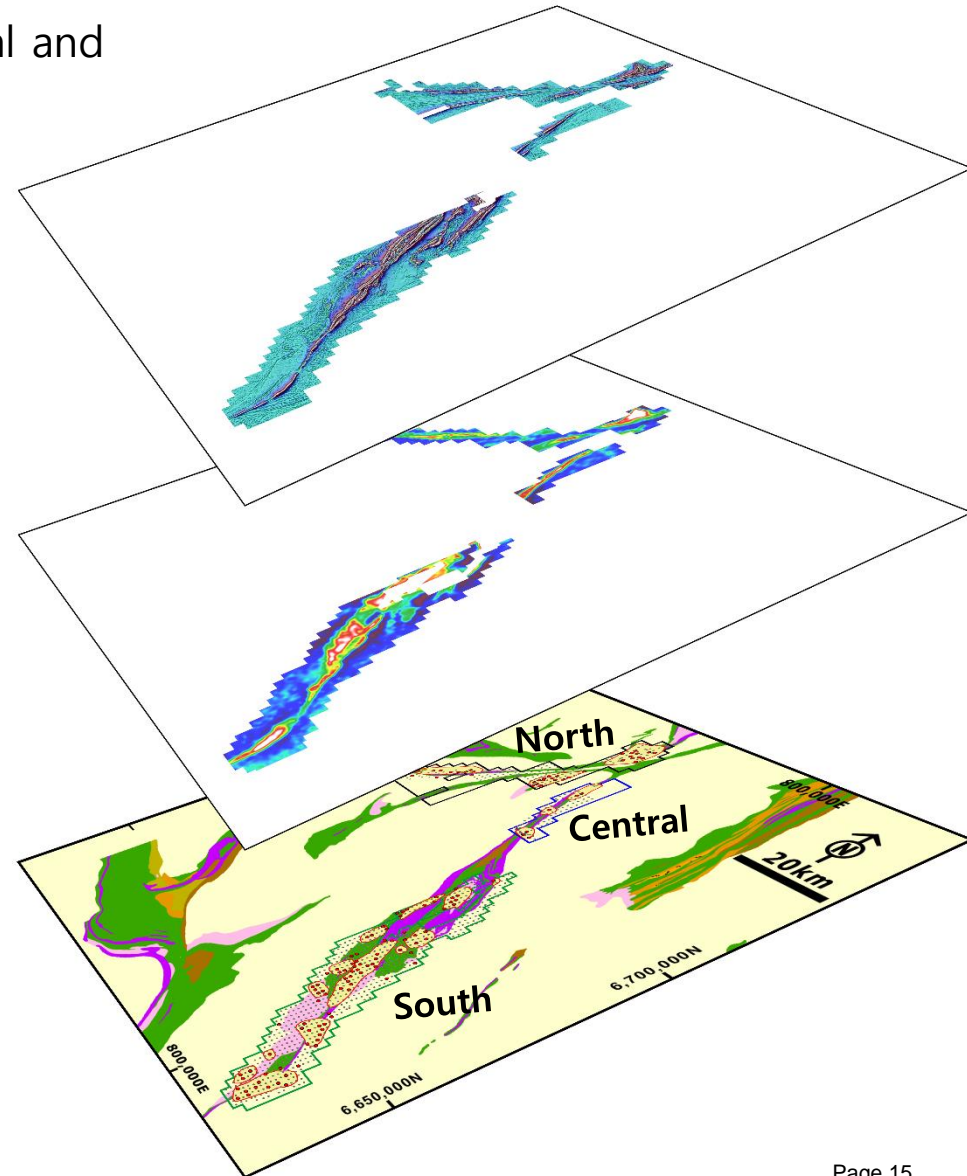 al and
North
Central
South
800,000E
N
20km
6,700,000N
800,000E
6,650,000N
Page 15